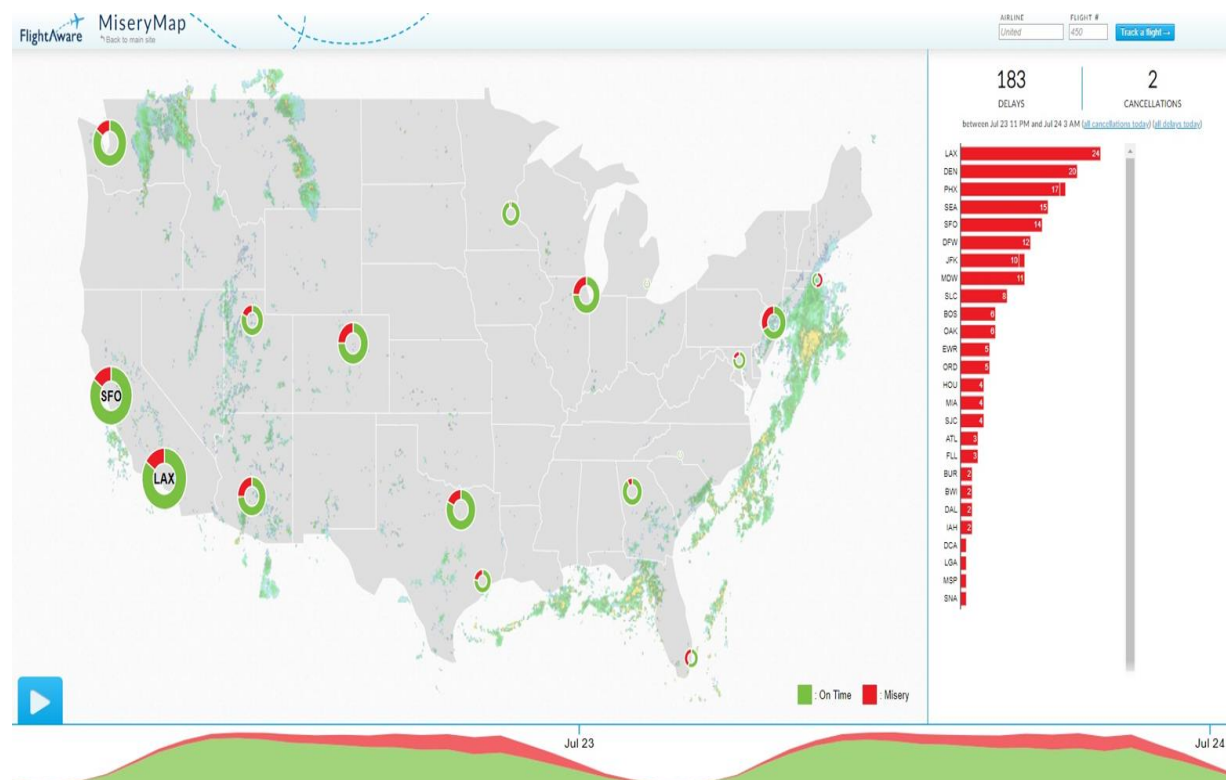 FlightAware
MiseryMap
Back to main site
AIRLINE
United
FLIGHT #
450
Track a flight →
183
DELAYS
2
CANCELLATIONS
between Jul 23 11 PM and Jul 24 3 AM (all cancellations today) (all delays today)
LAX 24
DEN 20
PHX 17
SEA 15
SFO 14
DFW 12
JFK 10
MDW 11
SLC 8
BOS 6
OAK 6
EWR 5
ORD 5
HOU 4
MIA 4
SJC 4
ATL 3
FLL 3
BUR 2
BWI 2
DAL 2
IAH 2
DCA
LGA
MSP
SNA
SFO
LAX
: On Time
: Misery
Jul 23
Jul 24